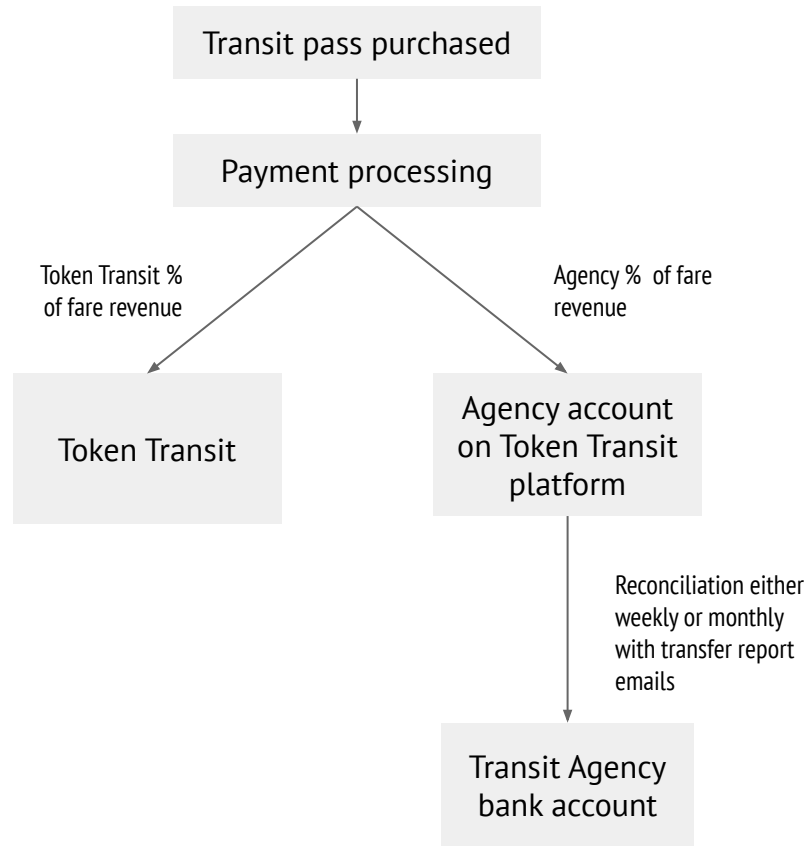 Transit pass purchased
Payment processing
Token Transit %
of fare revenue
Agency %  of fare
revenue
Token Transit
Agency account
on Token Transit
platform
Reconciliation either
weekly or monthly
with transfer report
emails
Transit Agency
bank account